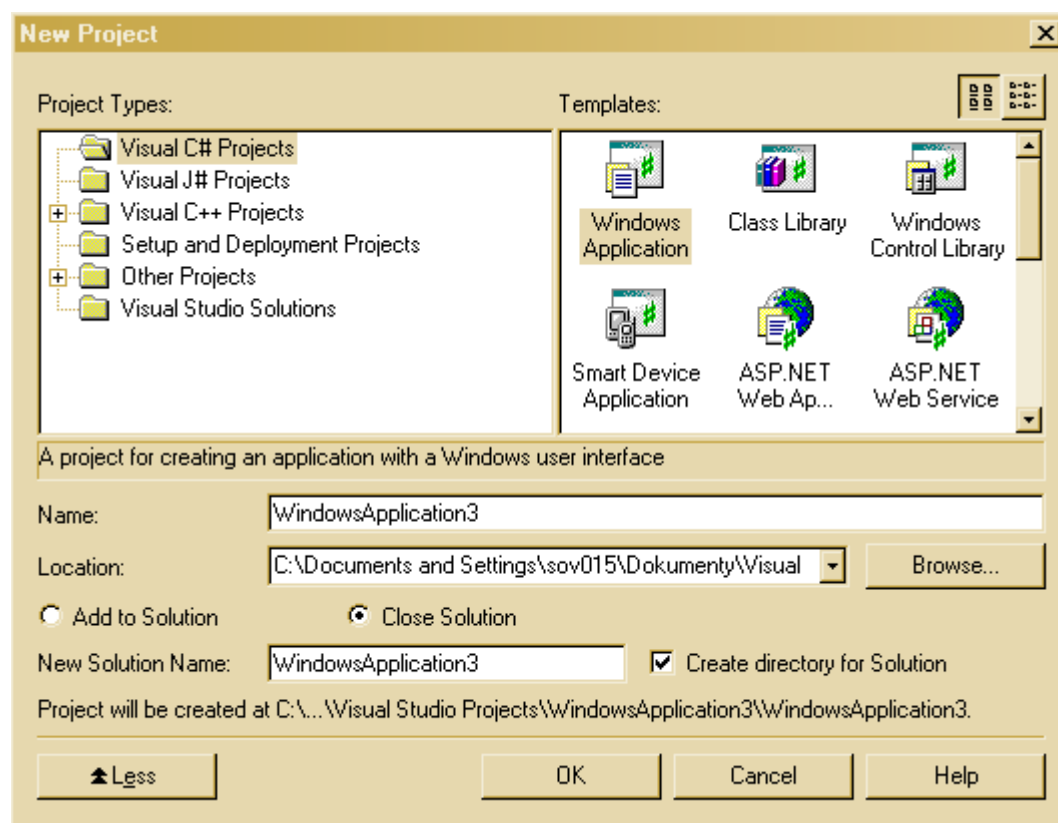 New Project
Project Types:
Templates:
Visual C# Projects
Visual J# Projects
Visual C++ Projects
Setup and Deployment Projects
Other Projects
Visual Studio Solutions
Windows
Application
Class Library
Windows
Control Library
Smart Device
Application
ASP.NET
Web Ap...
ASP.NET
Web Service
A project for creating an application with a Windows user interface
Name:
WindowsApplication3
Location:
C:\Documents and Settings\sov015\Dokumenty\Visual
Browse...
Add to Solution
Close Solution
New Solution Name:
WindowsApplication3
Create directory for Solution
Project will be created at C:\...\Visual Studio Projects\WindowsApplication3\WindowsApplication3.
Less
OK
Cancel
Help